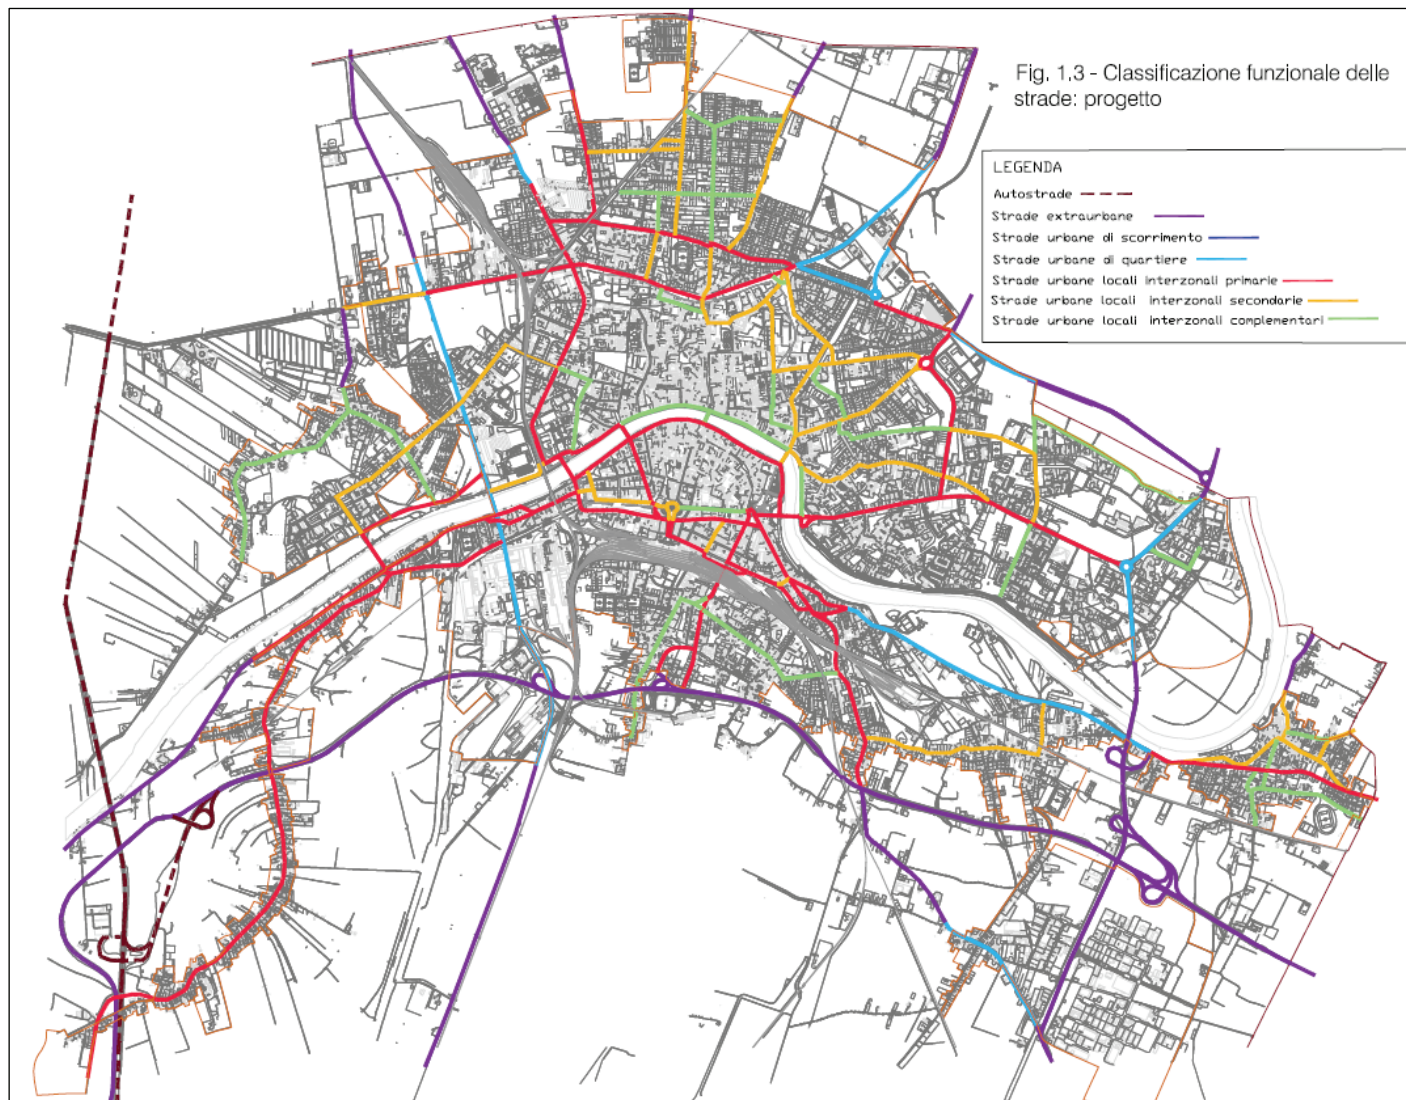 Fig. 1.3 - Classificazione funzionale delle
strade: progetto
LEGENDA
Autostrade
Strade extraurbane
Strade urbane di scorrimento
Strade urbane di quartiere
Strade urbane locali interzonali primarie
Strade urbane locali interzonali secondarie
Strade urbane locali interzonali complementari